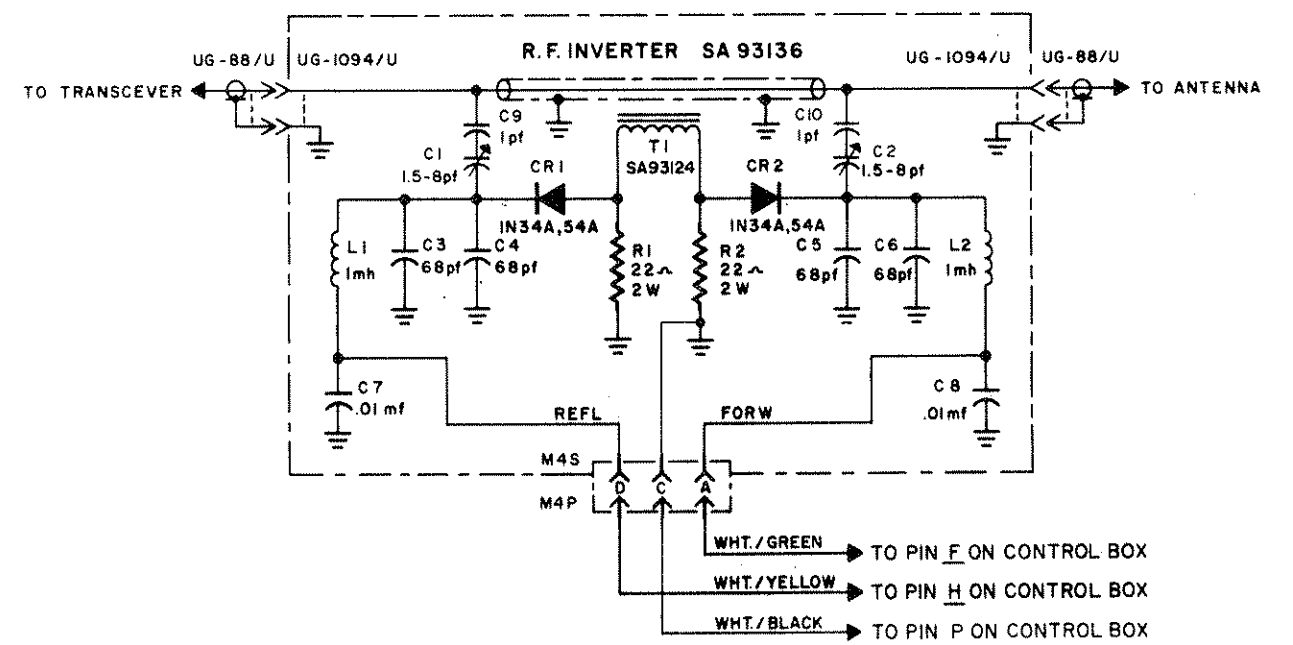 R.F. INVERTER SA 93136
UG-88/U
UG-1094/U
UG-1094/U
UG-88/U
TO TRANSCEVER
TO ANTENNA
C9
1pf
C10
1pf
T1
SA93124
C1
1.5-8pf
C2
1.5-8pf
CR1
CR2
IN34A,54A
IN34A,54A
L1
1mh
C3
68pf
C4
68pf
R1
22~
2W
R2
22~
2W
C5
68pf
C6
68pf
L2
1mh
C7
.01mf
C8
.01mf
REFL
FORW
M4S
M4P
D
C
A
WHT./GREEN
TO PIN F ON CONTROL BOX
WHT./YELLOW
TO PIN H ON CONTROL BOX
WHT./BLACK
TO PIN P ON CONTROL BOX